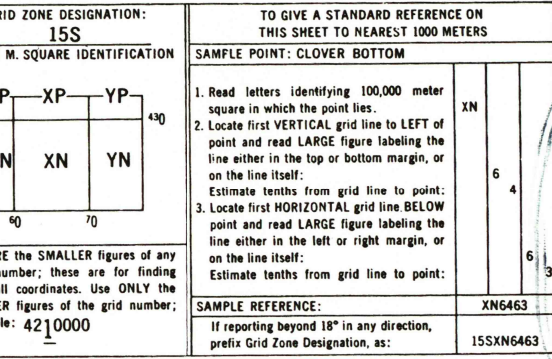 RID ZONE DESIGNATION:
15S
M. SQUARE IDENTIFICATION
P XP YP
430
N XN YN
60 70
RE the SMALLER figures of any
number; these are for finding
ll coordinates. Use ONLY the
ER figures of the grid number;
le: 4210000
TO GIVE A STANDARD REFERENCE ON
THIS SHEET TO NEAREST 1000 METERS
SAMPLE POINT: CLOVER BOTTOM
1. Read letters identifying 100,000 meter
square in which the point lies.
XN
2. Locate first VERTICAL grid line to LEFT of
point and read LARGE figure labeling the
line either in the top or bottom margin, or
on the line itself:
6
Estimate tenths from grid line to point:
4
3. Locate first HORIZONTAL grid line BELOW
point and read LARGE figure labeling the
line either in the left or right margin, or
on the line itself:
6
Estimate tenths from grid line to point:
3
SAMPLE REFERENCE: XN6463
If reporting beyond 18° in any direction,
prefix Grid Zone Designation, as: 15SXN6463